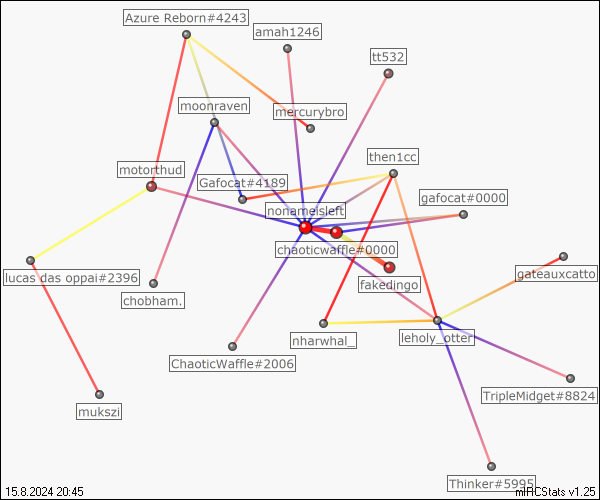 Azure Reborn#4243
amah1246
tt532
moonraven
mercurybro
then1cc
motorthud
Gafocat#4189
gafocat#0000
nonameisleft
chaoticwaffle#0000
lucas das oppai#2396
fakedingo
gateauxcatto
chobham.
nharwhal_
leholy_otter
ChaoticWaffle#2006
TripleMidget#8824
mukszi
Thinker#5995
15.8.2024 20:45
mIRCStats v1.25